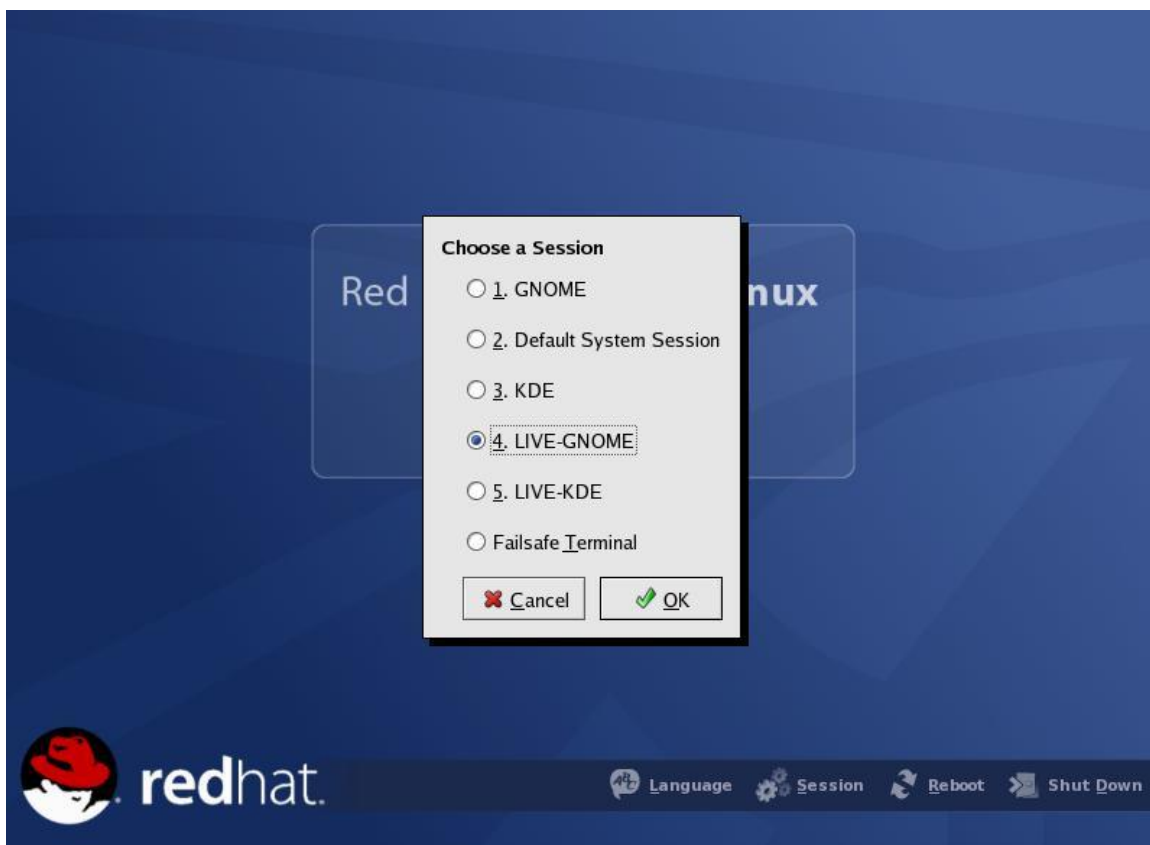 Choose a Session
Red nux
1. GNOME
2. Default System Session
3. KDE
4. LIVE-GNOME
5. LIVE-KDE
Failsafe Terminal
Cancel OK
redhat.
Language Session Reboot Shut Down